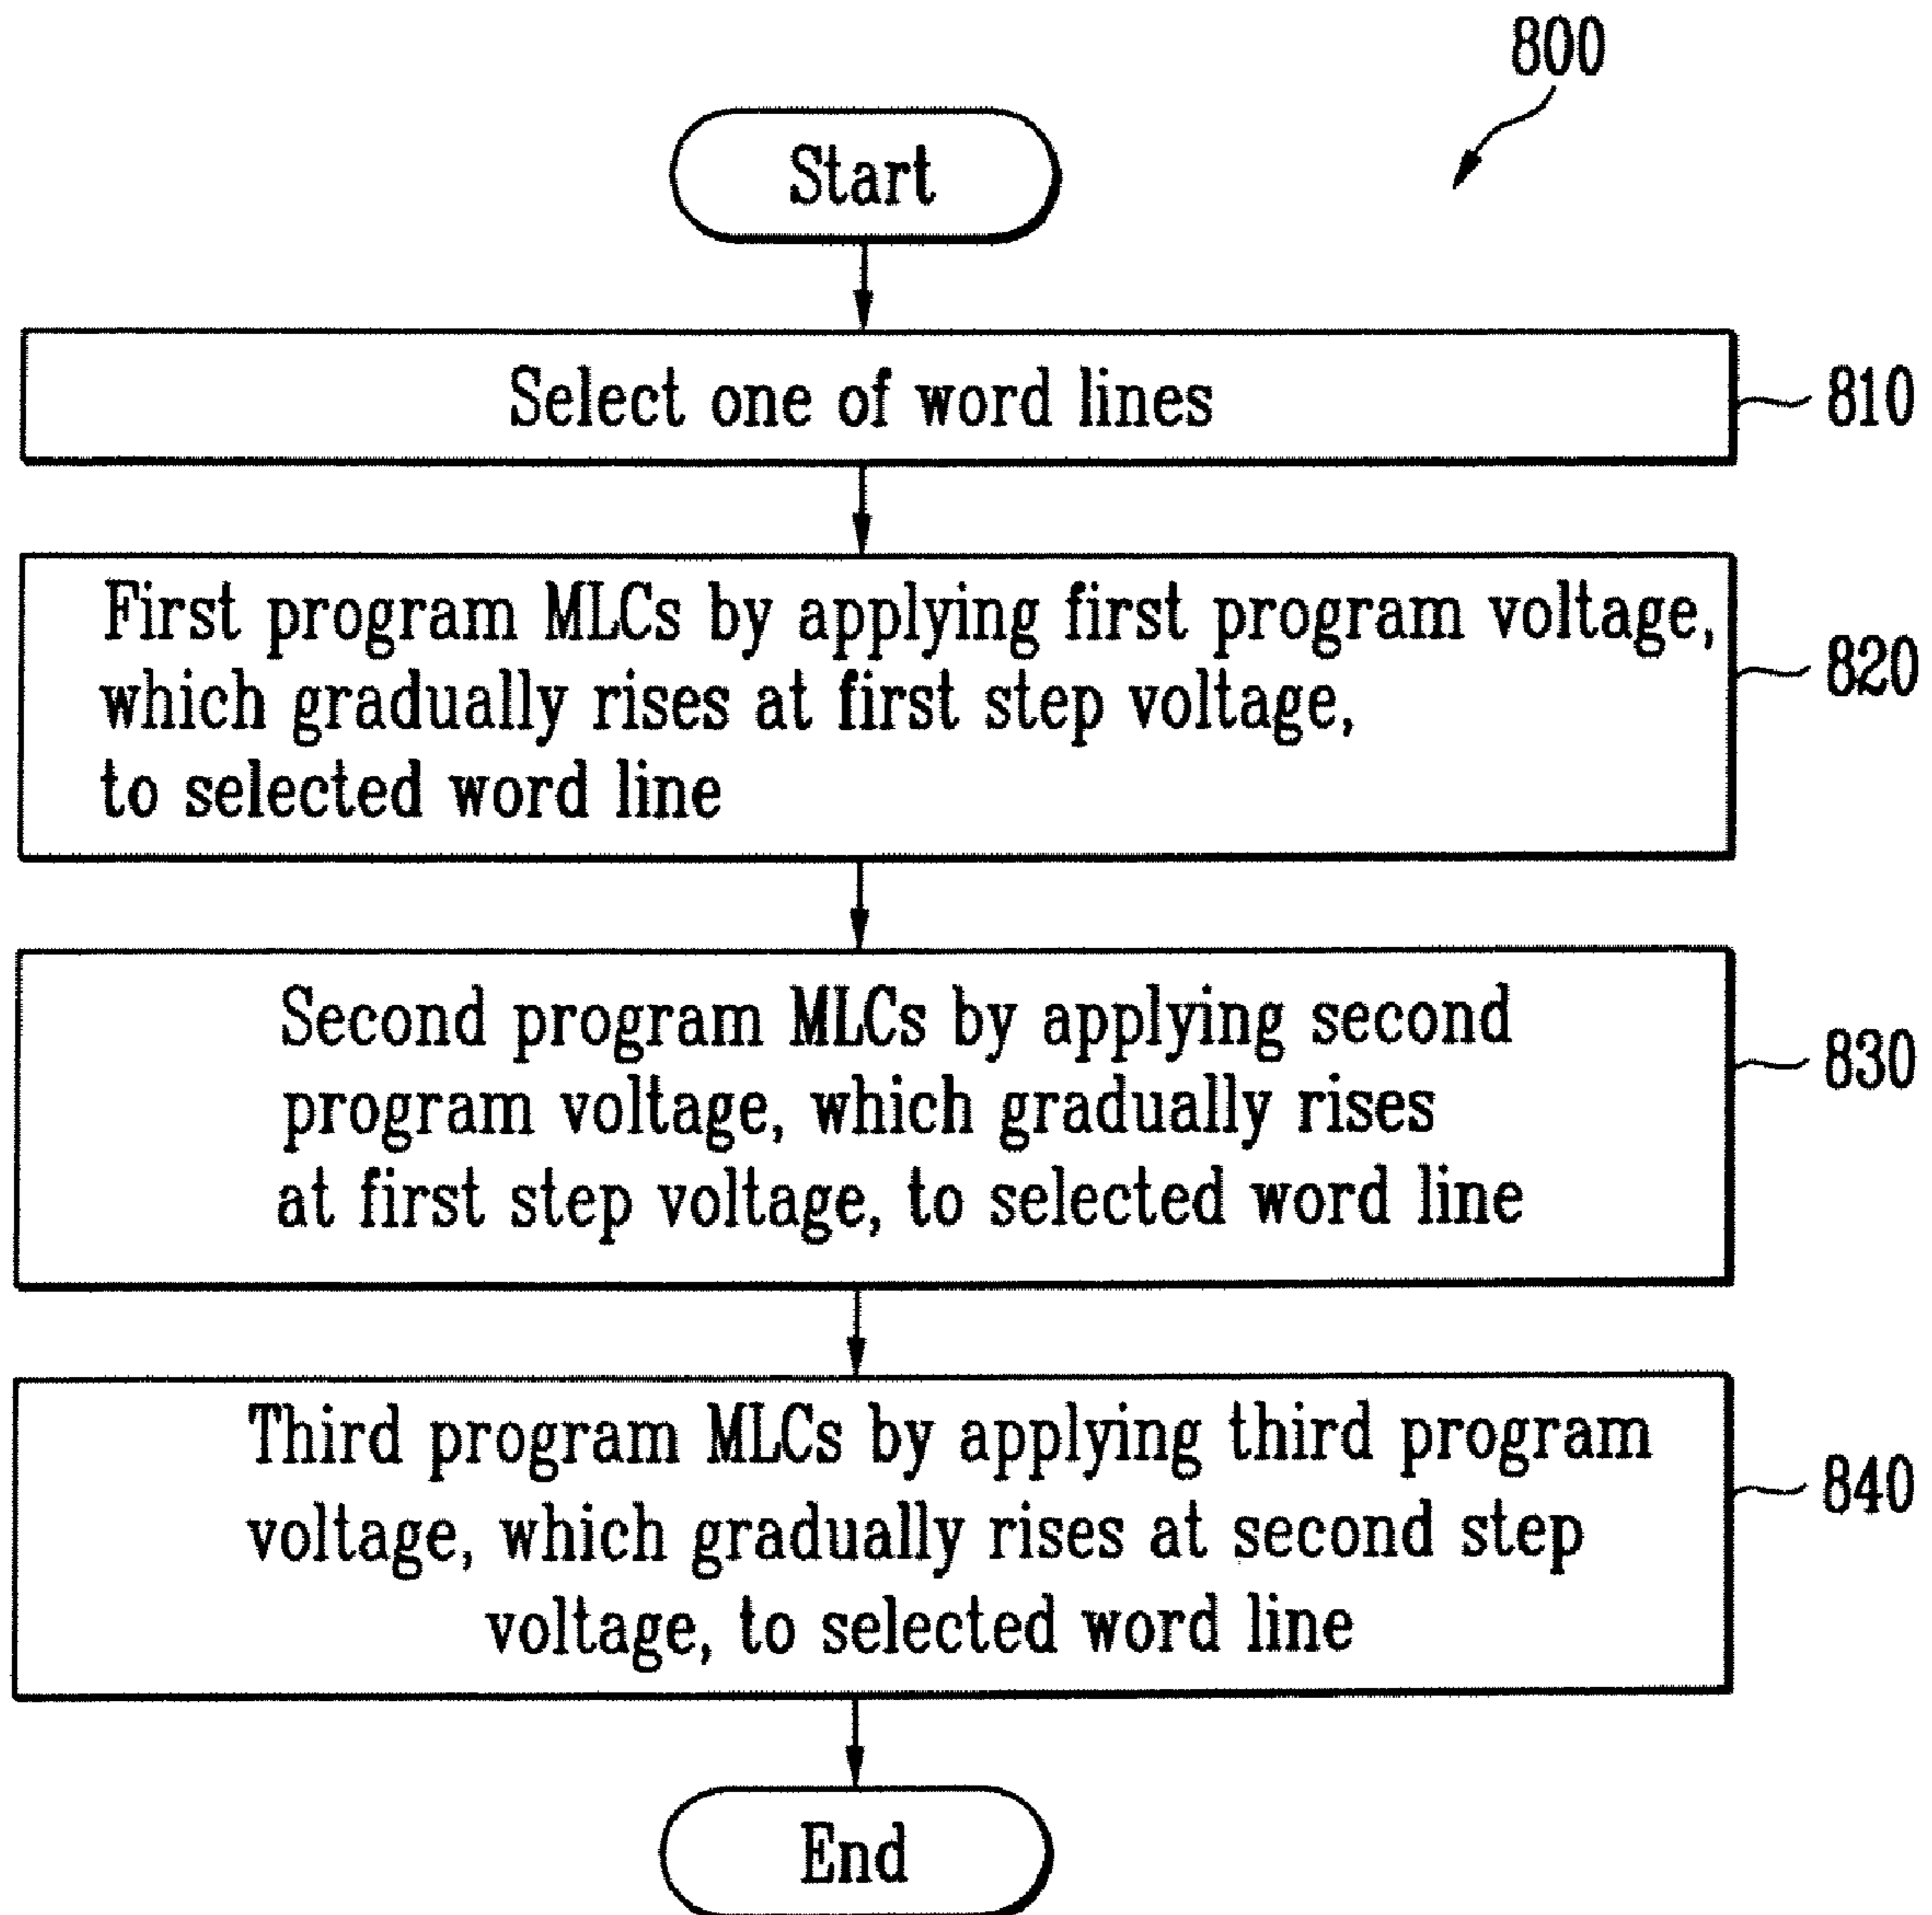 800
Start
Select one of word lines
810
First program MLCs by applying first program voltage,
which gradually rises at first step voltage,
to selected word line
820
Second program MLCs by applying second
program voltage, which gradually rises
at first step voltage, to selected word line
830
Third program MLCs by applying third program
voltage, which gradually rises at second step
voltage, to selected word line
840
End